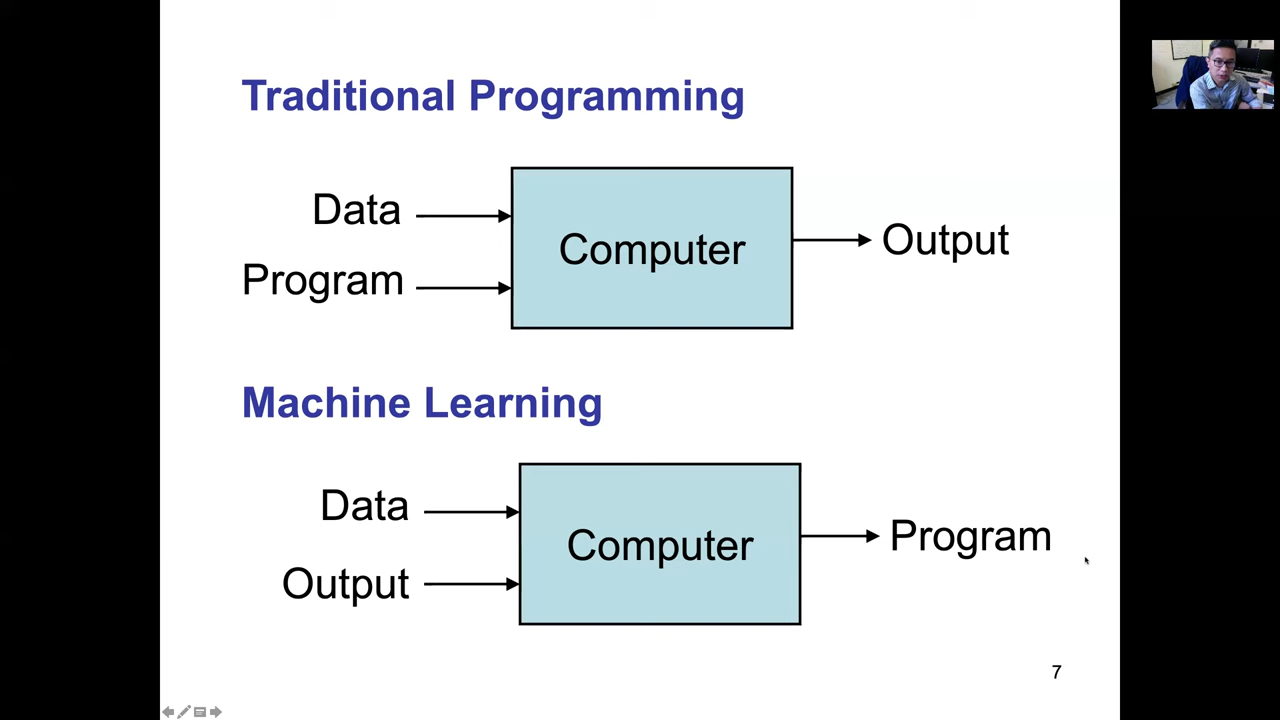 Traditional Programming
Data
Program
Computer
Output
Machine Learning
Data
Output
Computer
Program
7